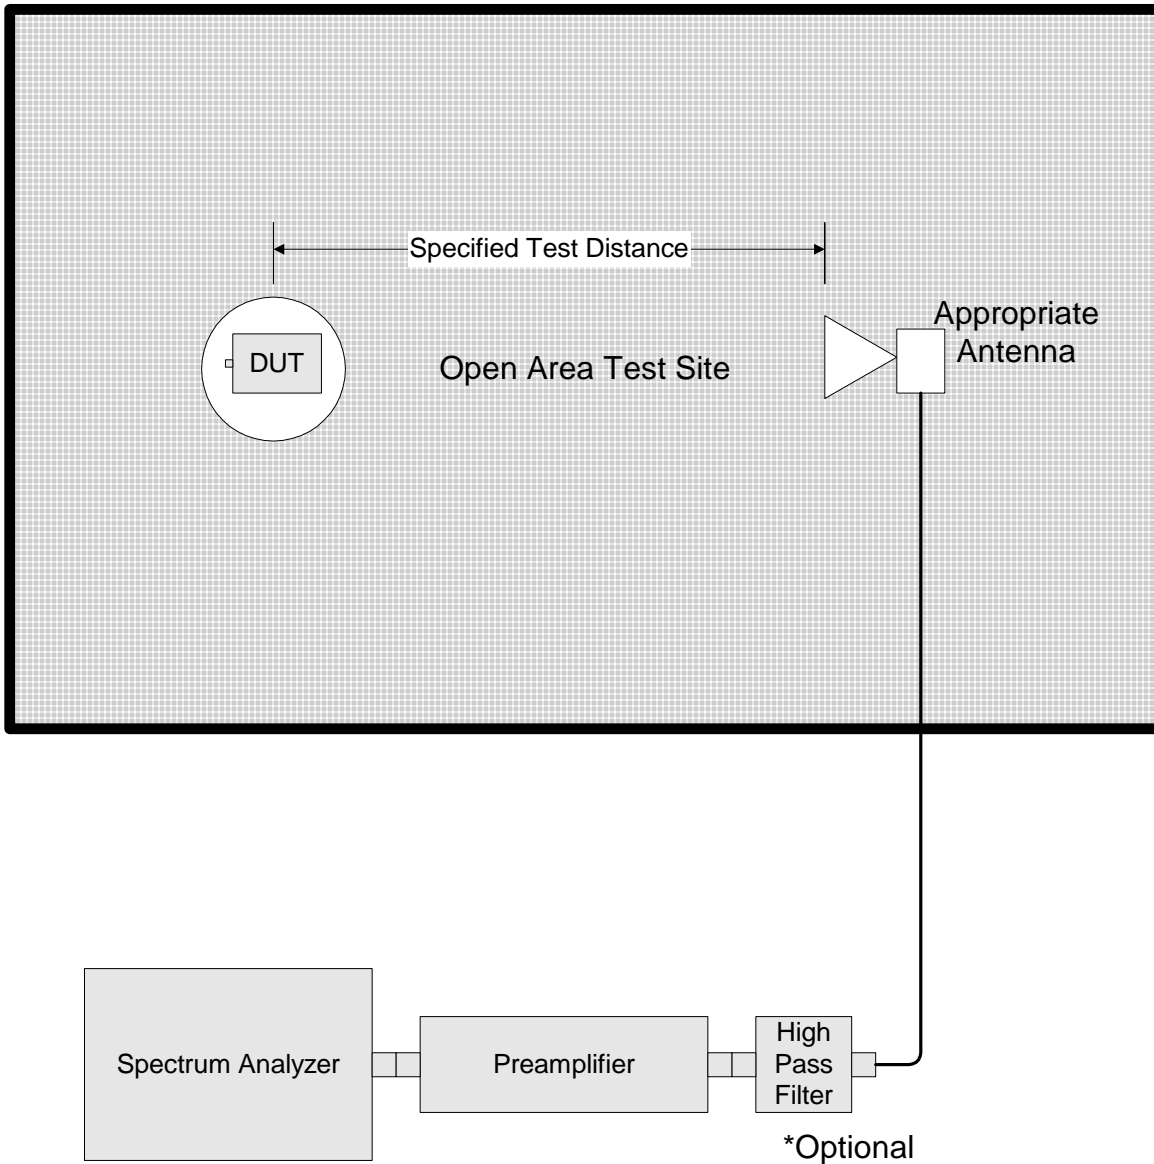 Specified Test Distance
Appropriate
Antenna
DUT
Open Area Test Site
Spectrum Analyzer
Preamplifier
High
Pass
Filter
*Optional